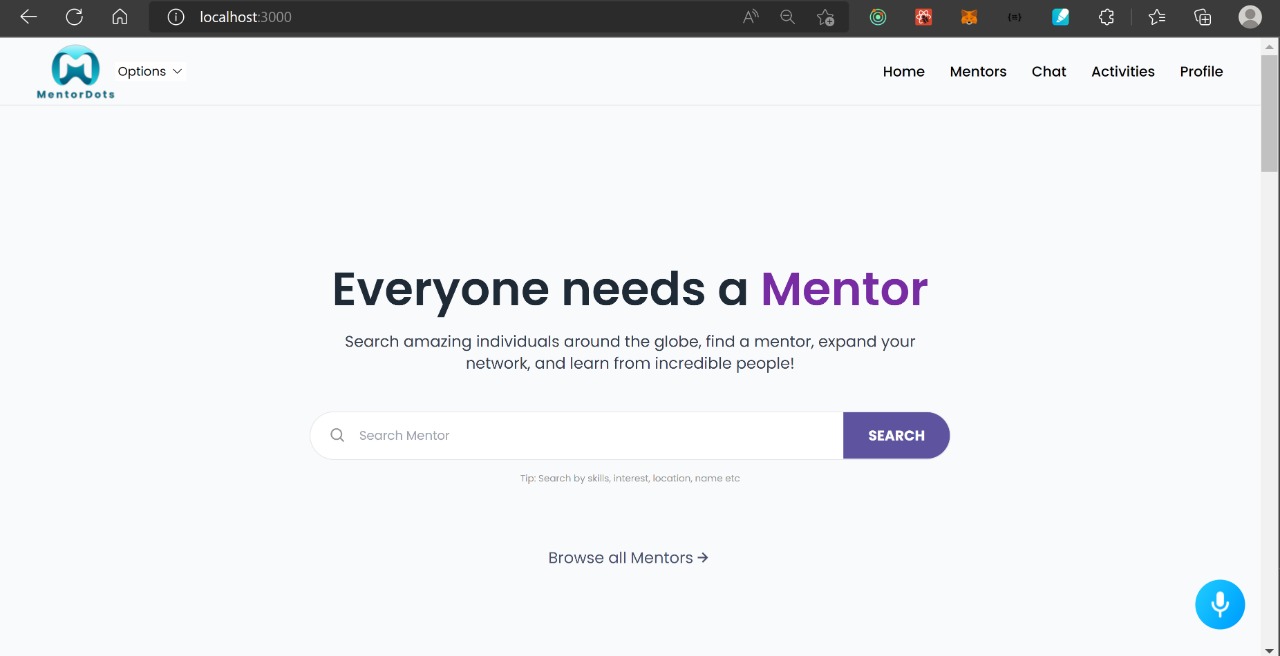 localhost:3000
MentorDots
Options
Home Mentors Chat Activities Profile
Everyone needs a Mentor
Search amazing individuals around the globe, find a mentor, expand your
network, and learn from incredible people!
Search Mentor
SEARCH
Tip: Search by skills, interest, location, name etc
Browse all Mentors →